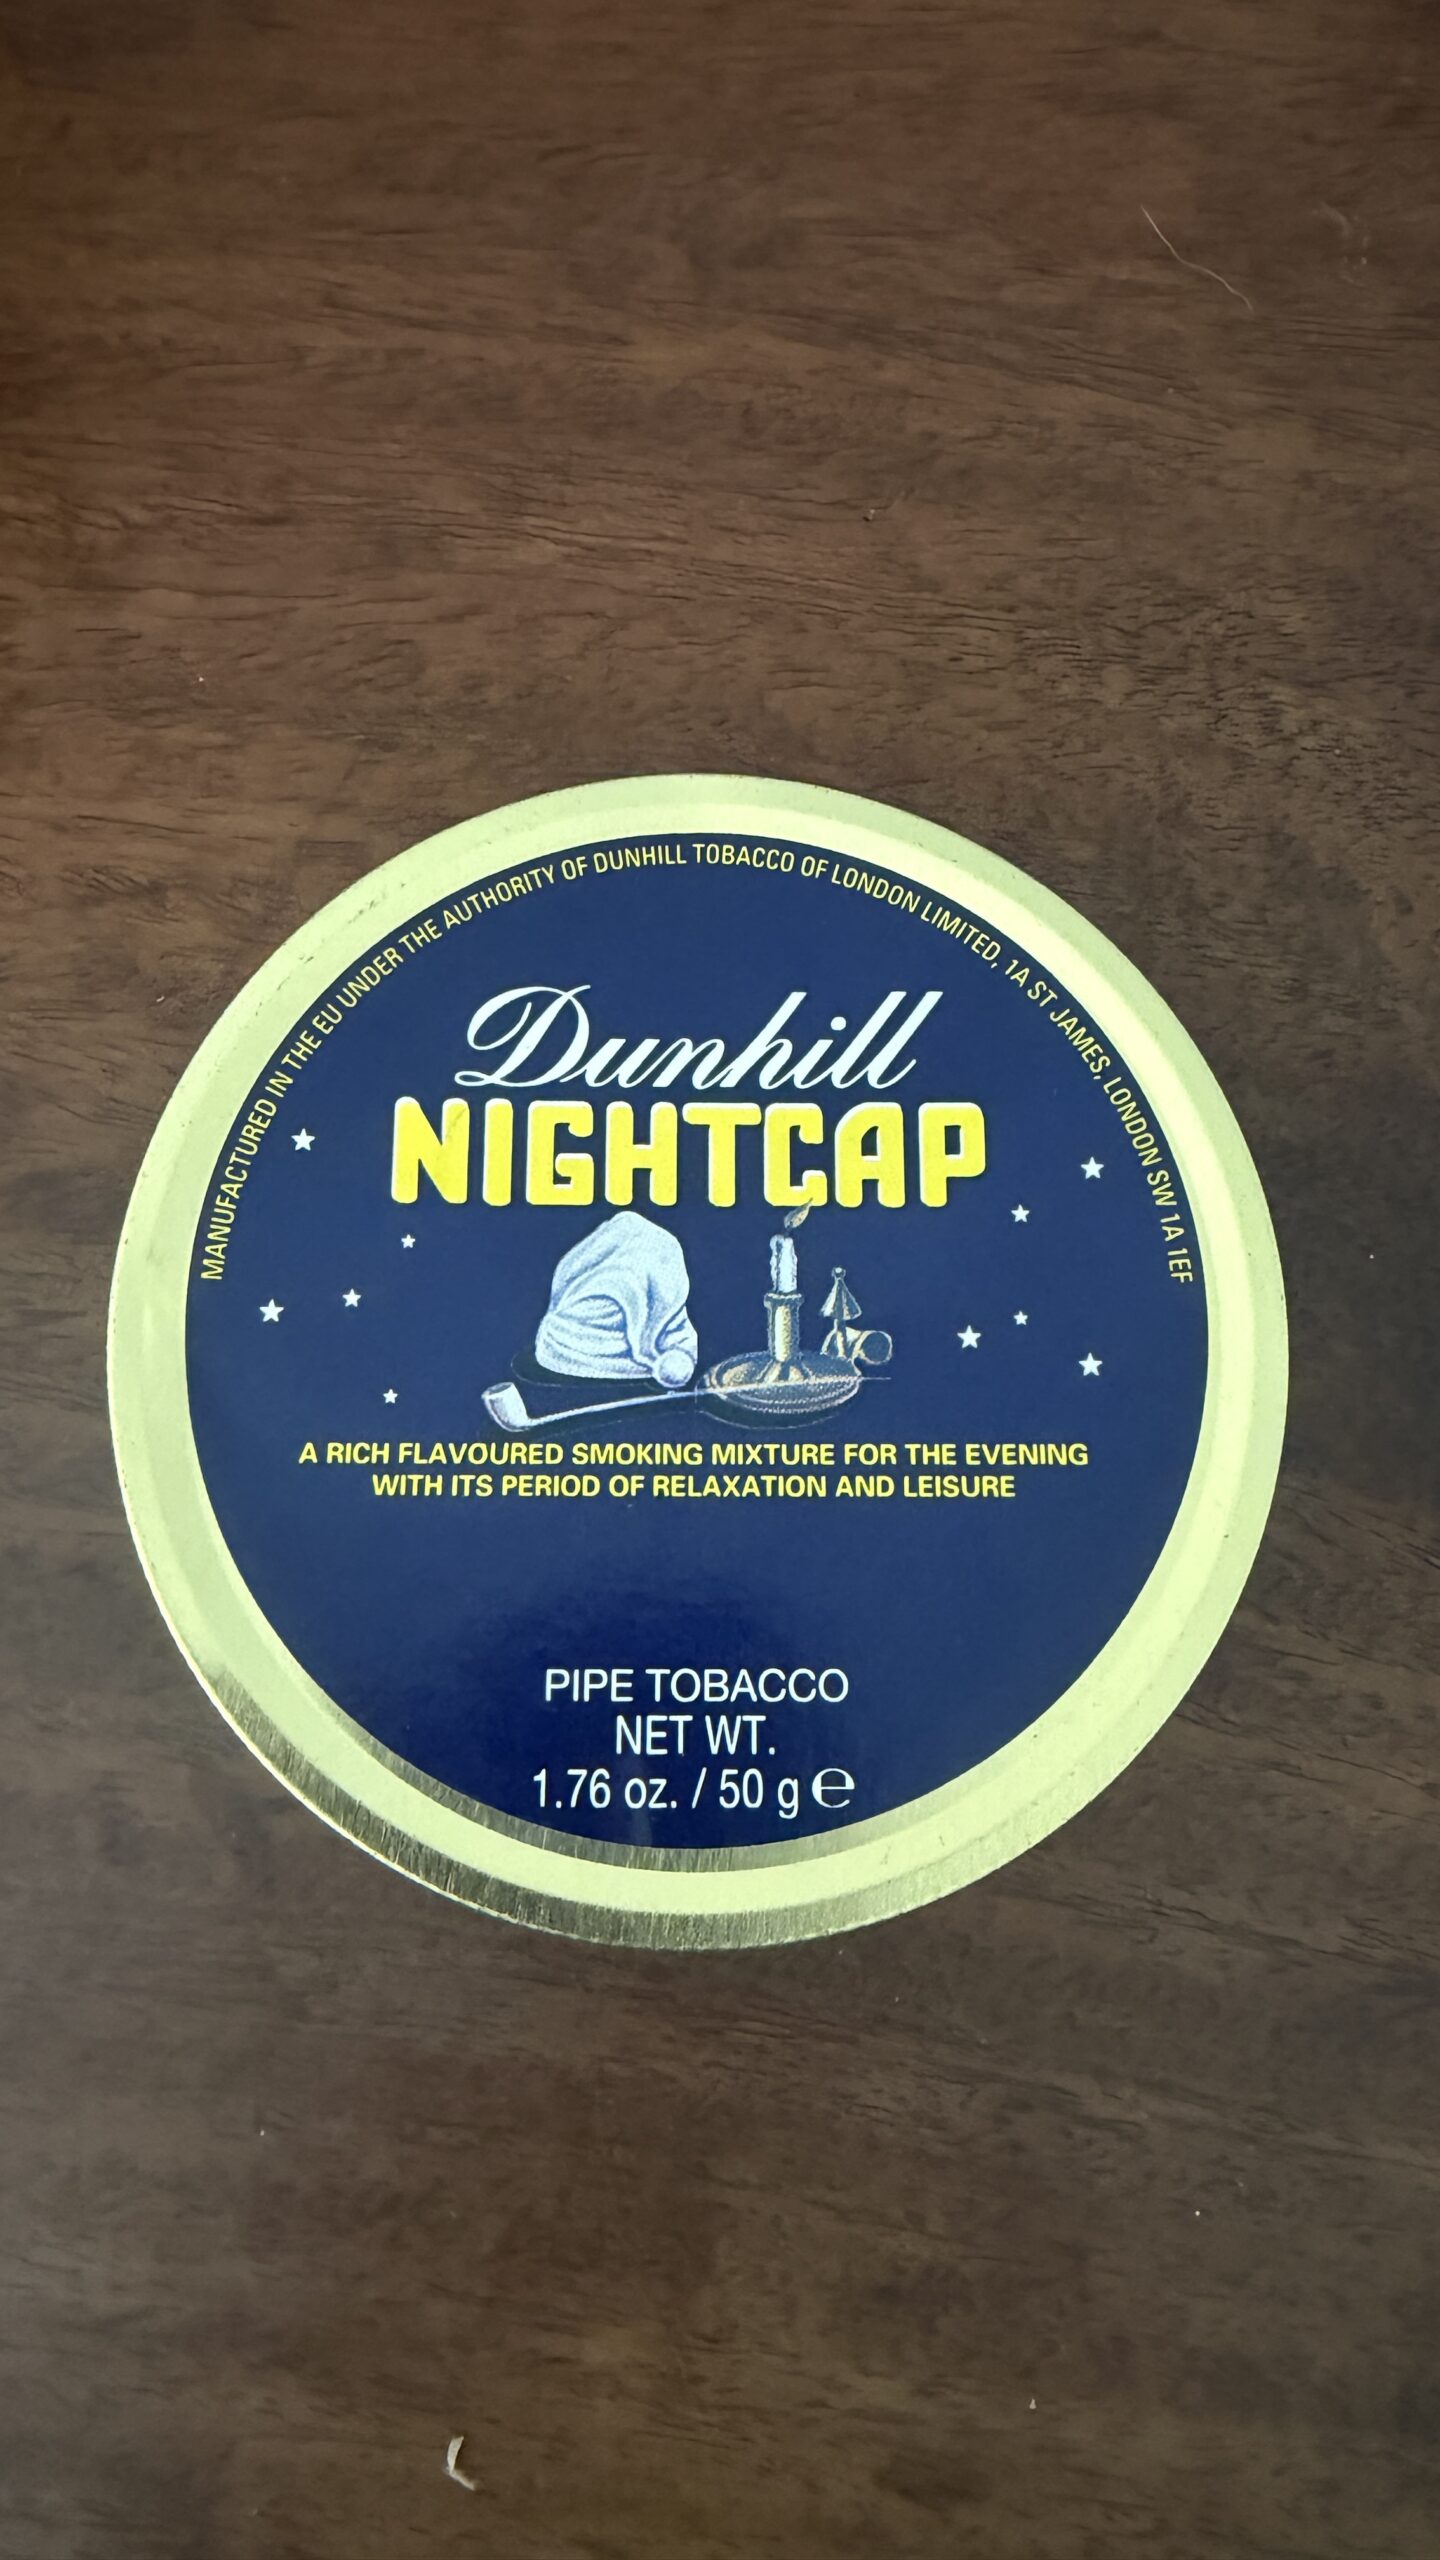 MANUFACTURED IN THE EU UNDER THE AUTHORITY OF DUNHILL TOBACCO OF LONDON LIMITED, 1A ST JAMES, LONDON SW1A 1EF
Dunhill
NIGHTCAP
A RICH FLAVOURED SMOKING MIXTURE FOR THE EVENING
WITH ITS PERIOD OF RELAXATION AND LEISURE
PIPE TOBACCO
NET WT.
1.76 oz. / 50 g ℮